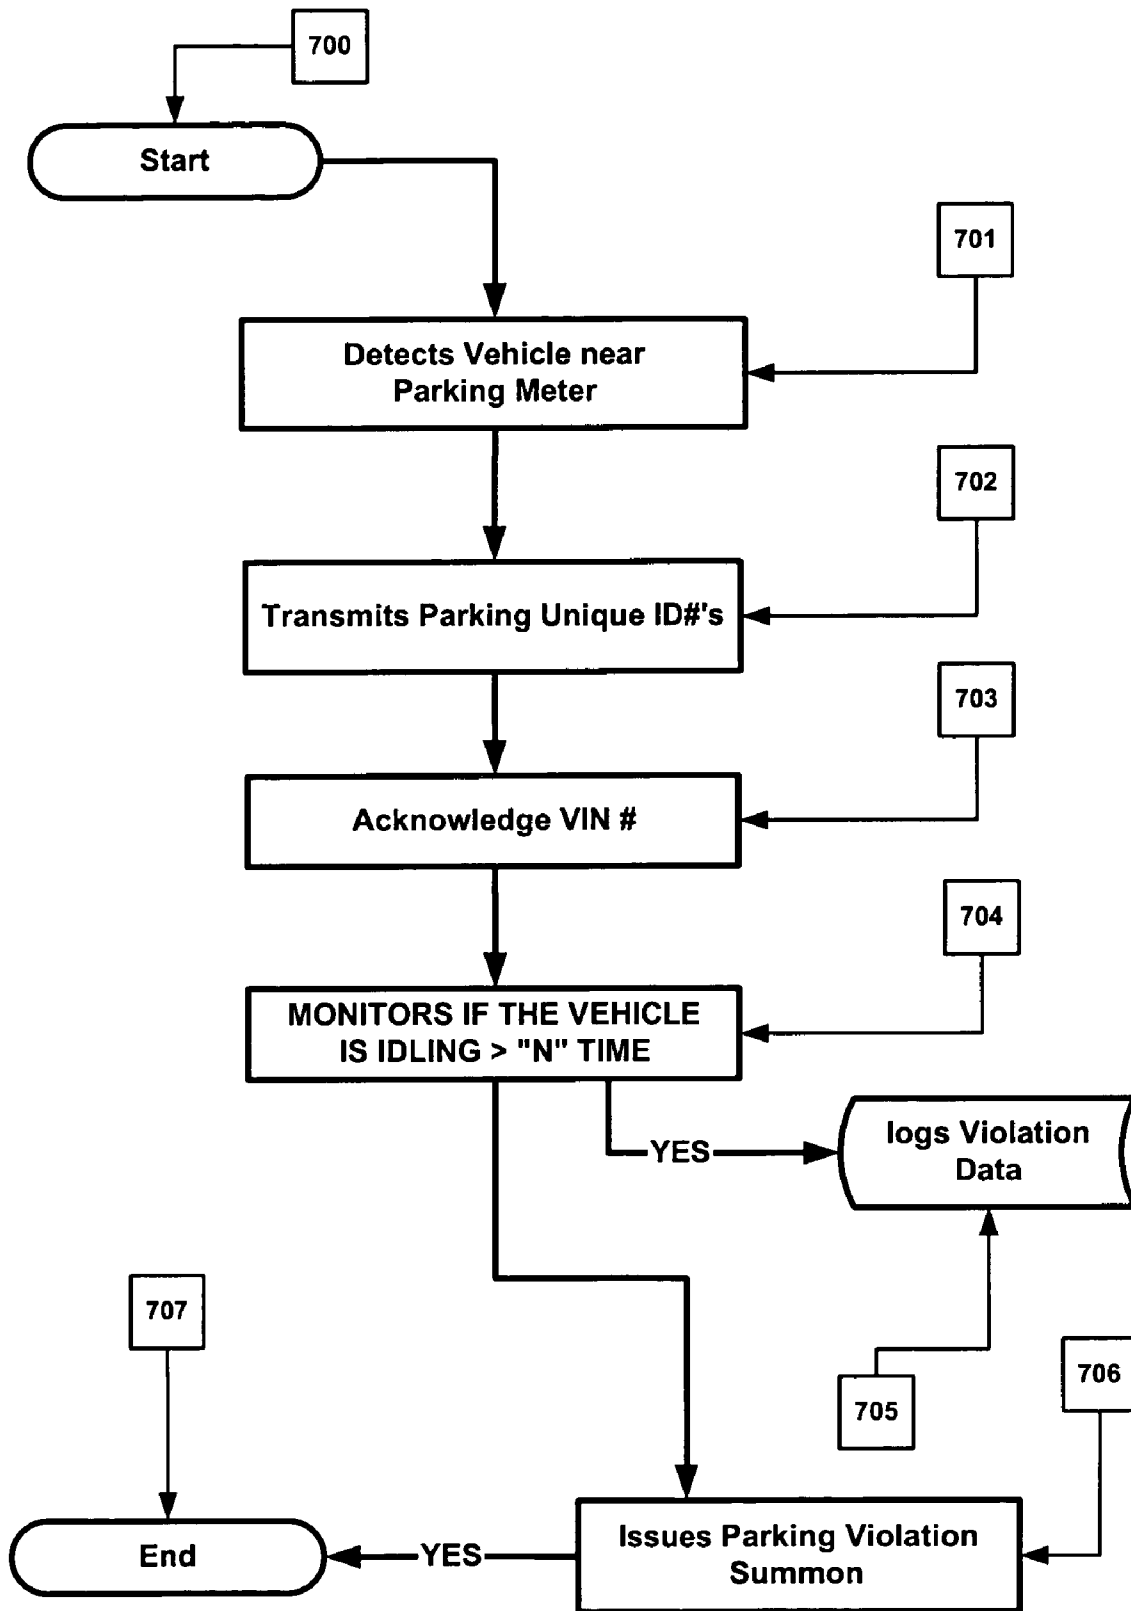 700
Start
701
Detects Vehicle near
Parking Meter
702
Transmits Parking Unique ID#'s
703
Acknowledge VIN #
704
MONITORS IF THE VEHICLE
IS IDLING > "N" TIME
YES
logs Violation
Data
707
705
706
Issues Parking Violation
Summon
YES
End